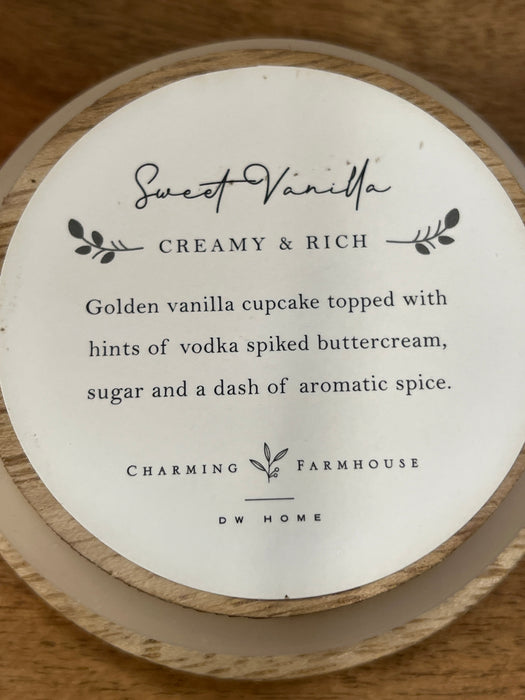 Sweet Vanilla
CREAMY & RICH
Golden vanilla cupcake topped with
hints of vodka spiked buttercream,
sugar and a dash of aromatic spice.
CHARMING FARMHOUSE
DW HOME